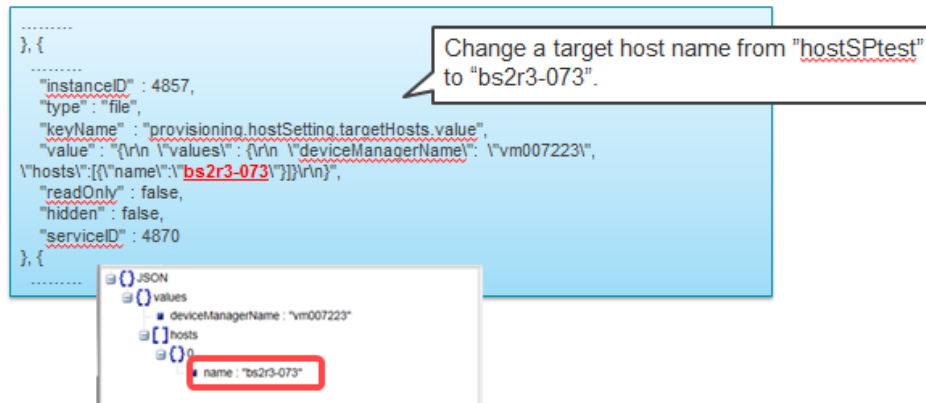 .........
}, {
.........
"instanceID" : 4857,
"type" : "file",
"keyName" : "provisioning.hostSetting.targetHosts.value",
"value" : "{\r\n \"values\" : {\r\n \"deviceManagerName\": \"vm007223\",
\"hosts\":[{\"name\":\"bs2r3-073\"}]}\r\n}",
"readOnly" : false,
"hidden" : false,
"serviceID" : 4870
}, {
.........
Change a target host name from "hostSPtest"
to "bs2r3-073".
{} JSON
{} values
deviceManagerName : "vm007223"
[ ] hosts
{} 0
name : "bs2r3-073"